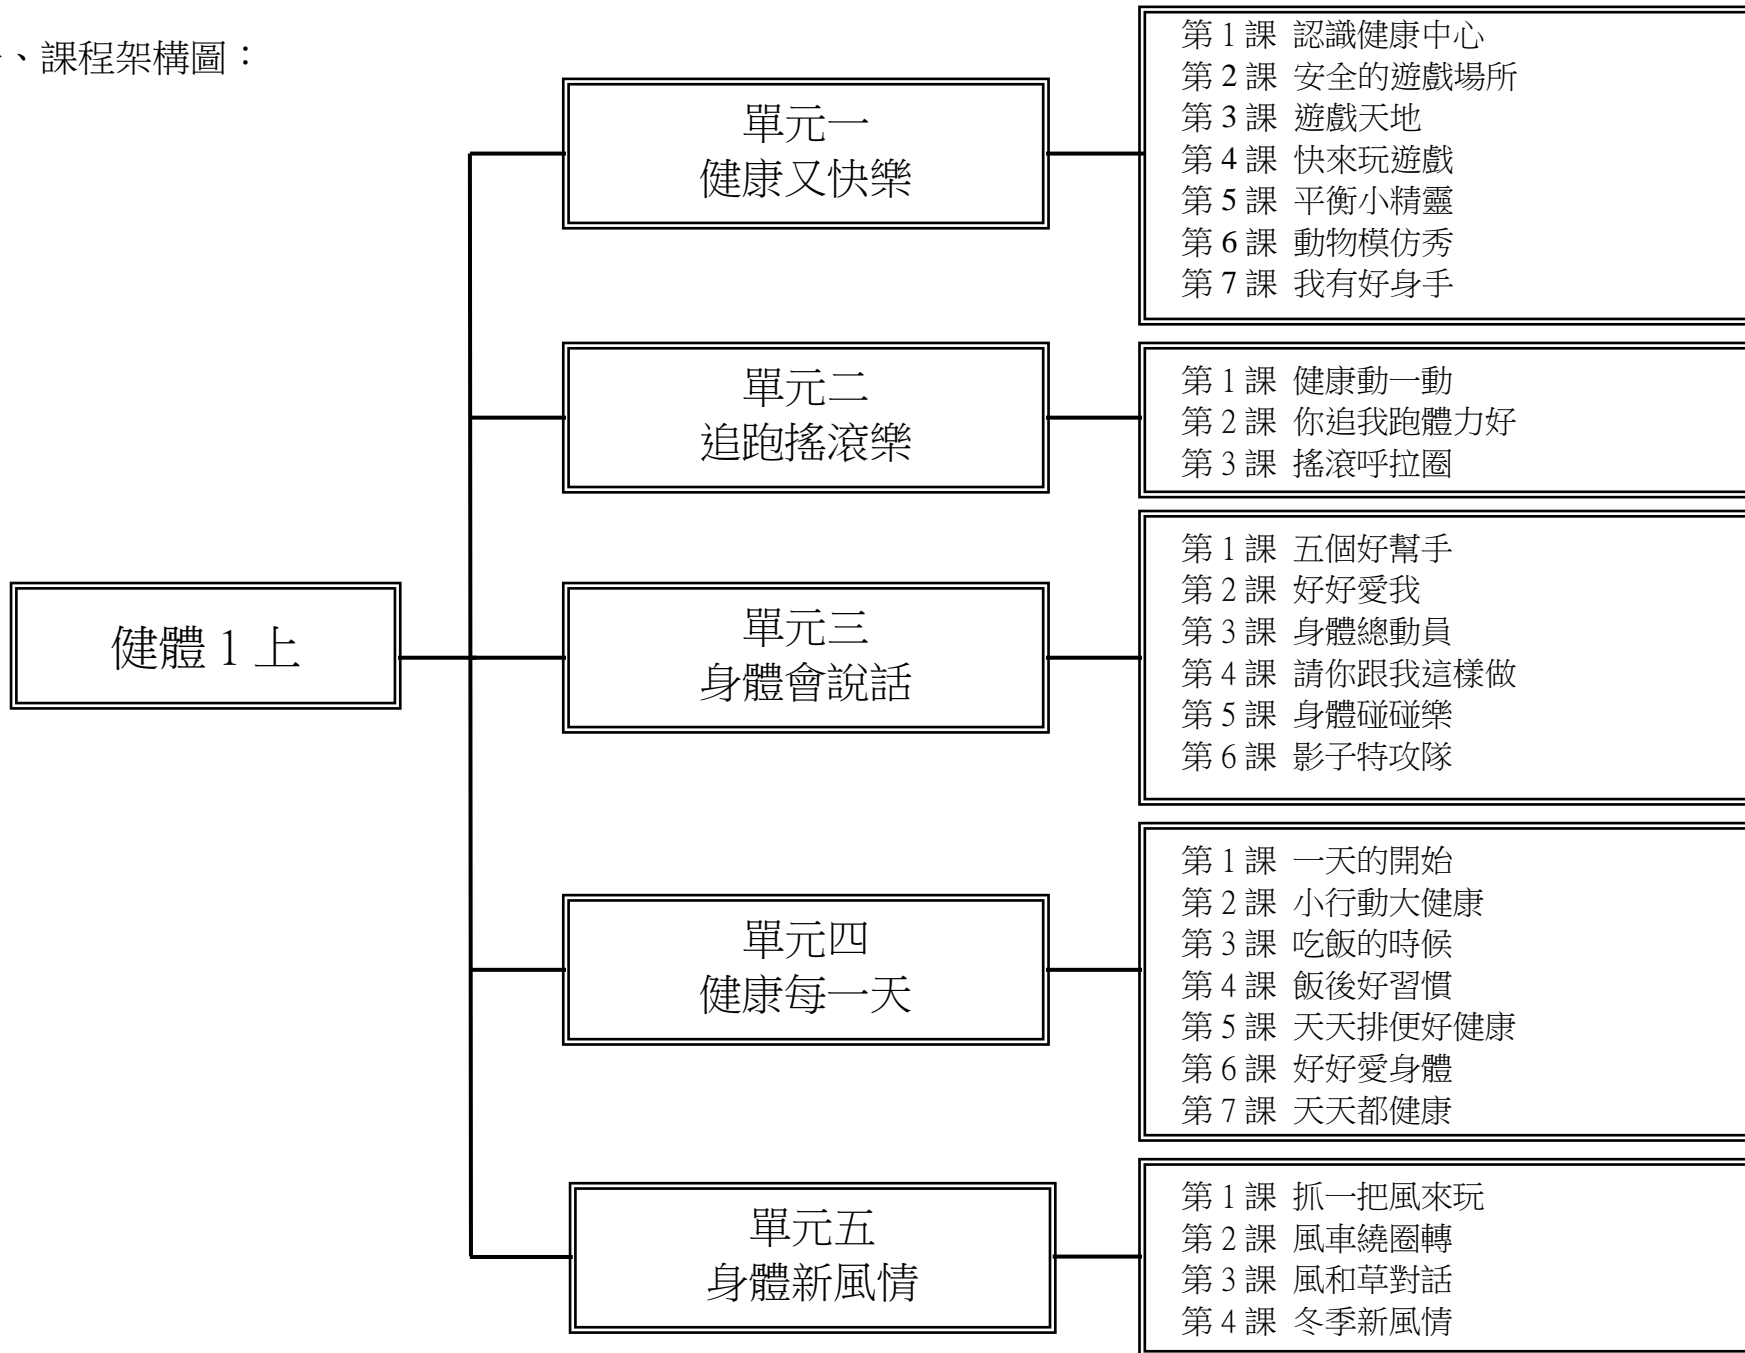 、課程架構圖：
單元一
健康又快樂
第 1 課 認識健康中心
第 2 課 安全的遊戲場所
第 3 課 遊戲天地
第 4 課 快來玩遊戲
第 5 課 平衡小精靈
第 6 課 動物模仿秀
第 7 課 我有好身手
單元二
追跑搖滾樂
第 1 課 健康動一動
第 2 課 你追我跑體力好
第 3 課 搖滾呼拉圈
健體 1 上
單元三
身體會說話
第 1 課 五個好幫手
第 2 課 好好愛我
第 3 課 身體總動員
第 4 課 請你跟我這樣做
第 5 課 身體碰碰樂
第 6 課 影子特攻隊
單元四
健康每一天
第 1 課 一天的開始
第 2 課 小行動大健康
第 3 課 吃飯的時候
第 4 課 飯後好習慣
第 5 課 天天排便好健康
第 6 課 好好愛身體
第 7 課 天天都健康
單元五
身體新風情
第 1 課 抓一把風來玩
第 2 課 風車繞圈轉
第 3 課 風和草對話
第 4 課 冬季新風情